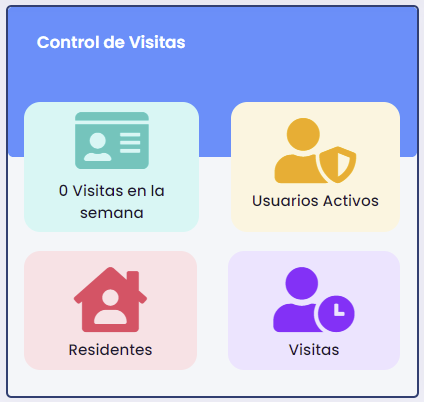 Control de Visitas
0 Visitas en la
semana
Usuarios Activos
Residentes
Visitas